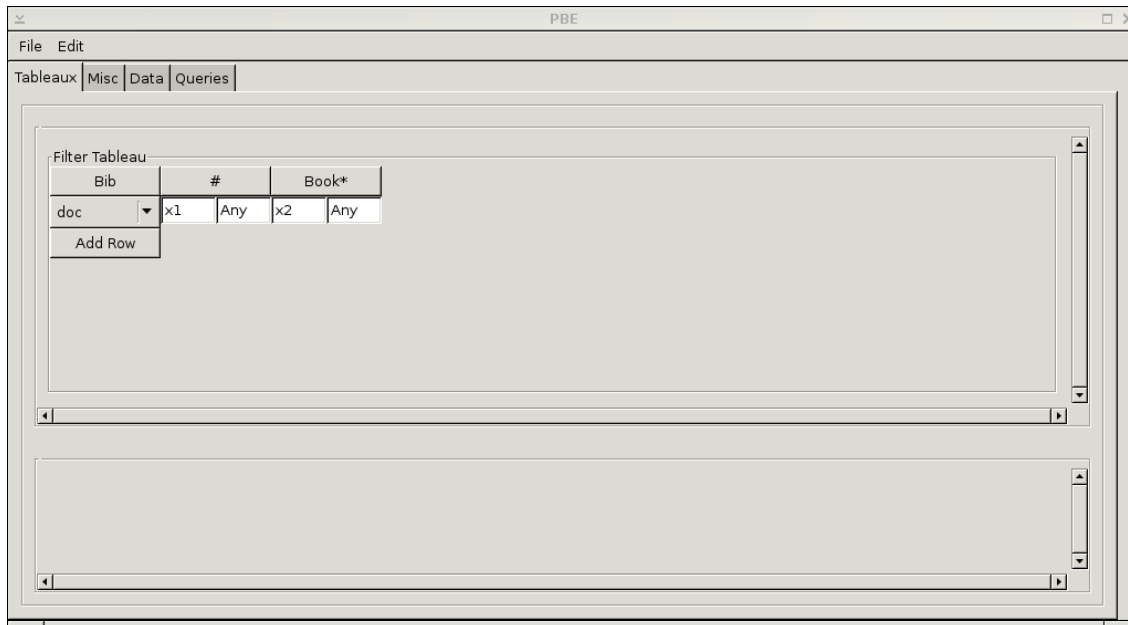 PBE
File Edit
Tableaux Misc Data Queries
Filter Tableau
Bib # Book*
doc x1 Any x2 Any
Add Row